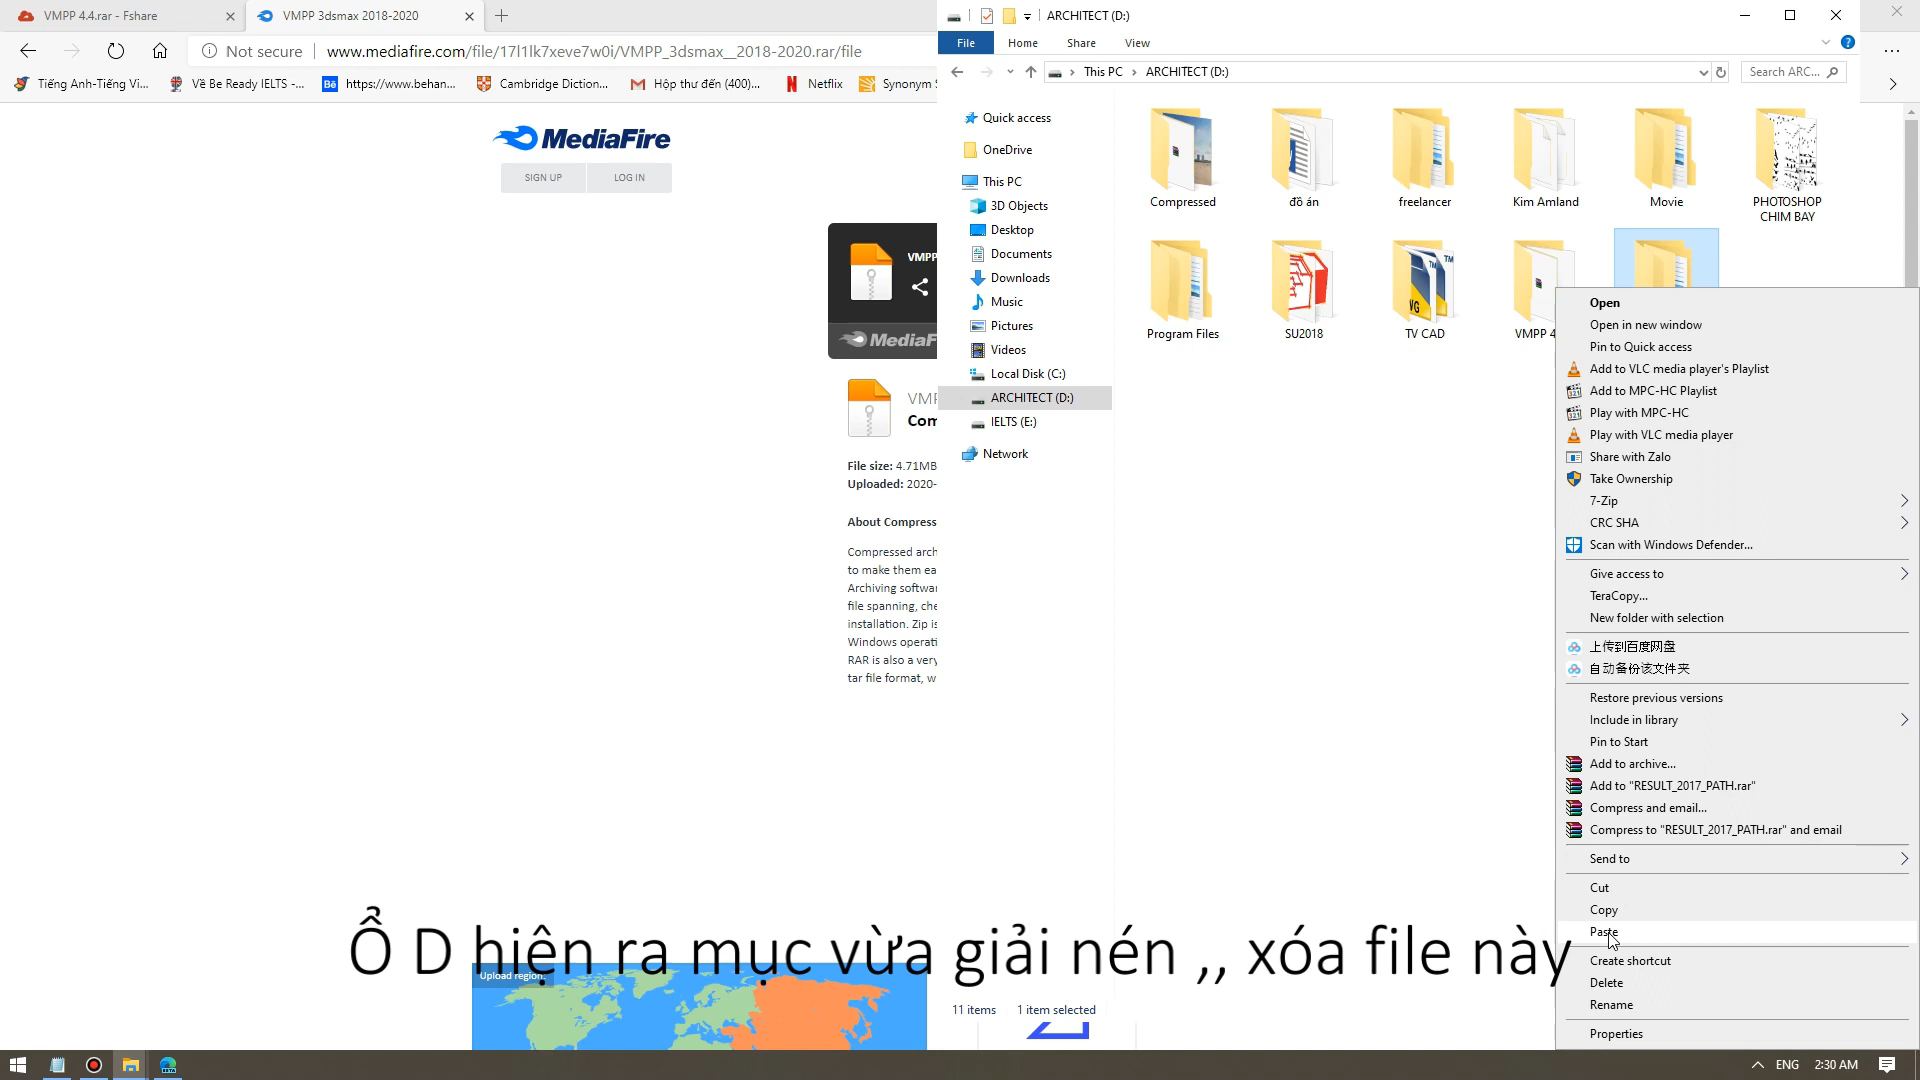 VMPP 4.4.rar - Fshare
VMPP 3dsmax 2018-2020
Not secure
www.mediafire.com/file/17l1lk7xeve7w0i/VMPP_3dsmax__2018-2020.rar/file
Tiếng Anh-Tiếng Vi...
Về Be Ready IELTS -...
Bē
https://www.behan...
Cambridge Diction...
Hộp thư đến (400)...
Netflix
Synonym S
MediaFire
SIGN UP
LOG IN
VMPP
MediaF
VMP
Com
File size: 4.71MB
Uploaded: 2020-
About Compress
Compressed arch
to make them ea
Archiving softwar
file spanning, che
installation. Zip is
Windows operati
RAR is also a very
tar file format, w
Upload region:
ARCHITECT (D:)
File
Home
Share
View
This PC
ARCHITECT (D:)
Search ARC...
Quick access
OneDrive
This PC
3D Objects
Desktop
Documents
Downloads
Music
Pictures
Videos
Local Disk (C:)
ARCHITECT (D:)
IELTS (E:)
Network
Compressed
đồ án
freelancer
Kim Amland
Movie
PHOTOSHOP
CHIM BAY
Program Files
SU2018
TV CAD
VMPP 4
Open
Open in new window
Pin to Quick access
Add to VLC media player's Playlist
Add to MPC-HC Playlist
Play with MPC-HC
Play with VLC media player
Share with Zalo
Take Ownership
7-Zip
CRC SHA
Scan with Windows Defender...
Give access to
TeraCopy...
New folder with selection
上传到百度网盘
自动备份该文件夹
Restore previous versions
Include in library
Pin to Start
Add to archive...
Add to "RESULT_2017_PATH.rar"
Compress and email...
Compress to "RESULT_2017_PATH.rar" and email
Send to
Cut
Copy
Paste
Create shortcut
Delete
Rename
Properties
Ổ D hiện ra mục vừa giải nén ,, xóa file này
11 items
1 item selected
ENG
2:30 AM